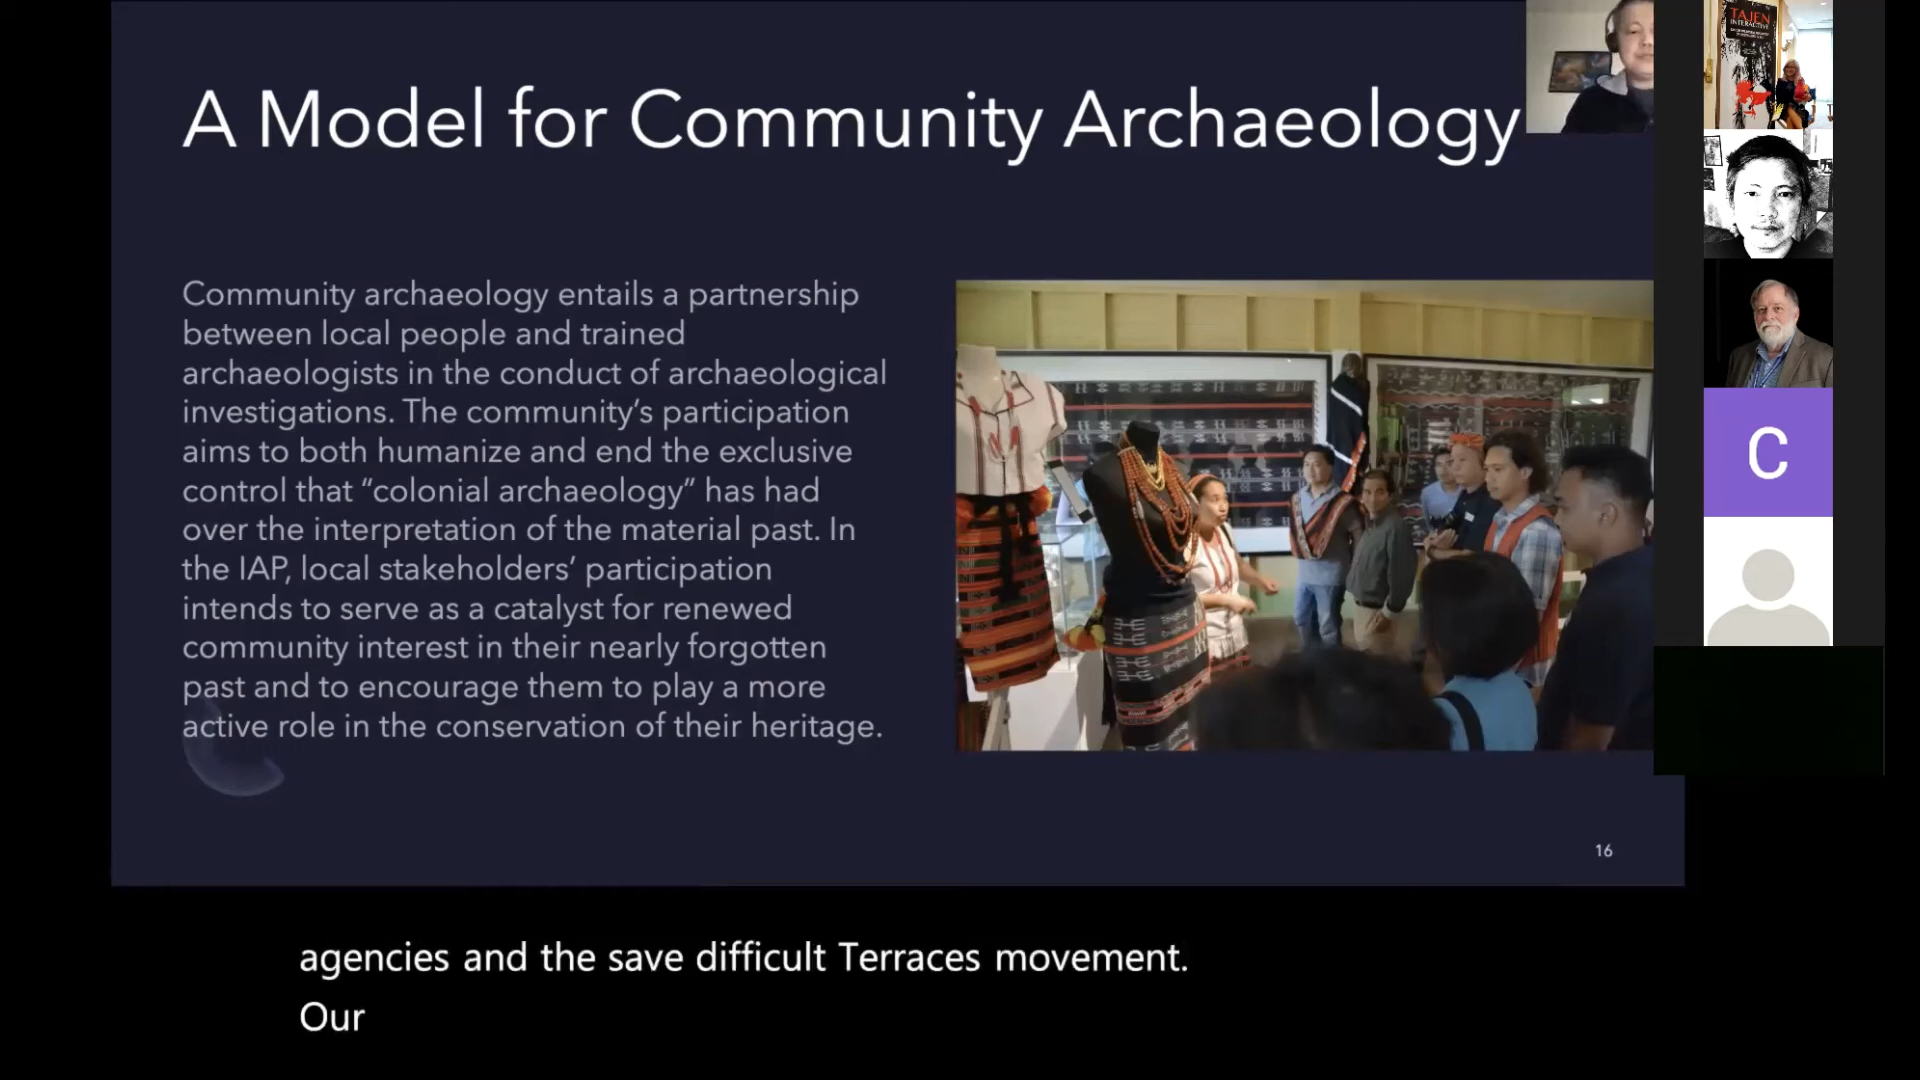 A Model for Community Archaeology
Community archaeology entails a partnership
between local people and trained
archaeologists in the conduct of archaeological
investigations. The community’s participation
aims to both humanize and end the exclusive
control that “colonial archaeology” has had
over the interpretation of the material past. In
the IAP, local stakeholders’ participation
intends to serve as a catalyst for renewed
community interest in their nearly forgotten
past and to encourage them to play a more
active role in the conservation of their heritage.
16
TAJEN
INTERACTIVE
C
agencies and the save difficult Terraces movement.
Our